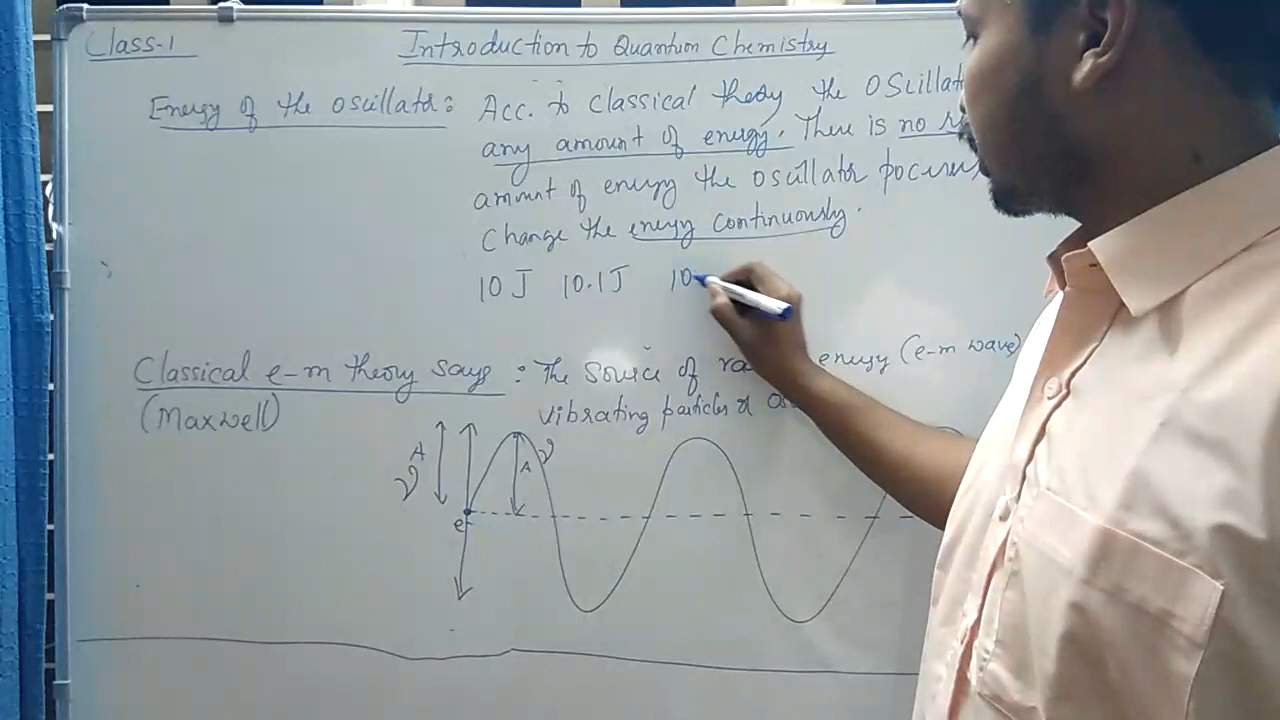 Class-1
Introduction to Quantum Chemistry
Energy of the oscillator: Acc. to classical theory the OScillat
any amount of energy. There is no
amount of energy the oscillator
Change the energy continuously.
10 J 10.1J 10
Classical e-m theory says: The source of energy (e-m wave)
(Maxwell) vibrating particles
A
ν
A
ν
e